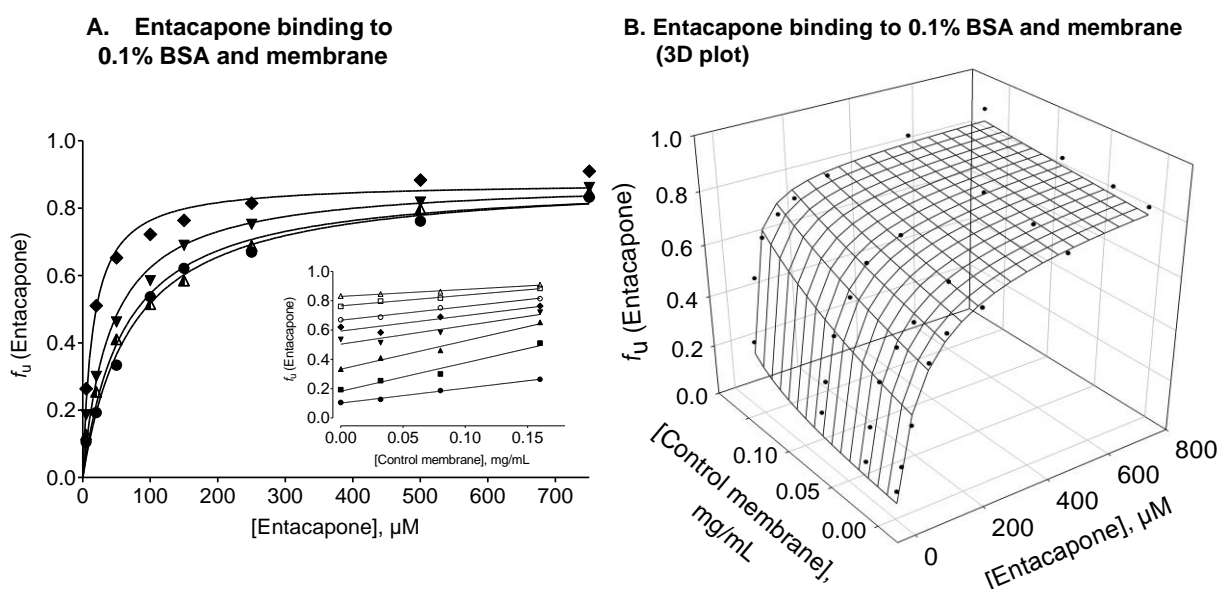 A. Entacapone binding to
0.1% BSA and membrane
1.0
0.8
0.6
0.4
0.2
0.0
fu (Entacapone)
0 100 200 300 400 500 600 700
[Entacapone], µM
1.0
0.8
0.6
0.4
0.2
0.0
fu (Entacapone)
0.00 0.05 0.10 0.15
[Control membrane], mg/mL
B. Entacapone binding to 0.1% BSA and membrane
(3D plot)
1.0
0.8
0.6
0.4
0.2
0.0
fu (Entacapone)
0.10
0.05
0.00
[Control membrane],
mg/mL
0
200
400
600
800
[Entacapone], µM